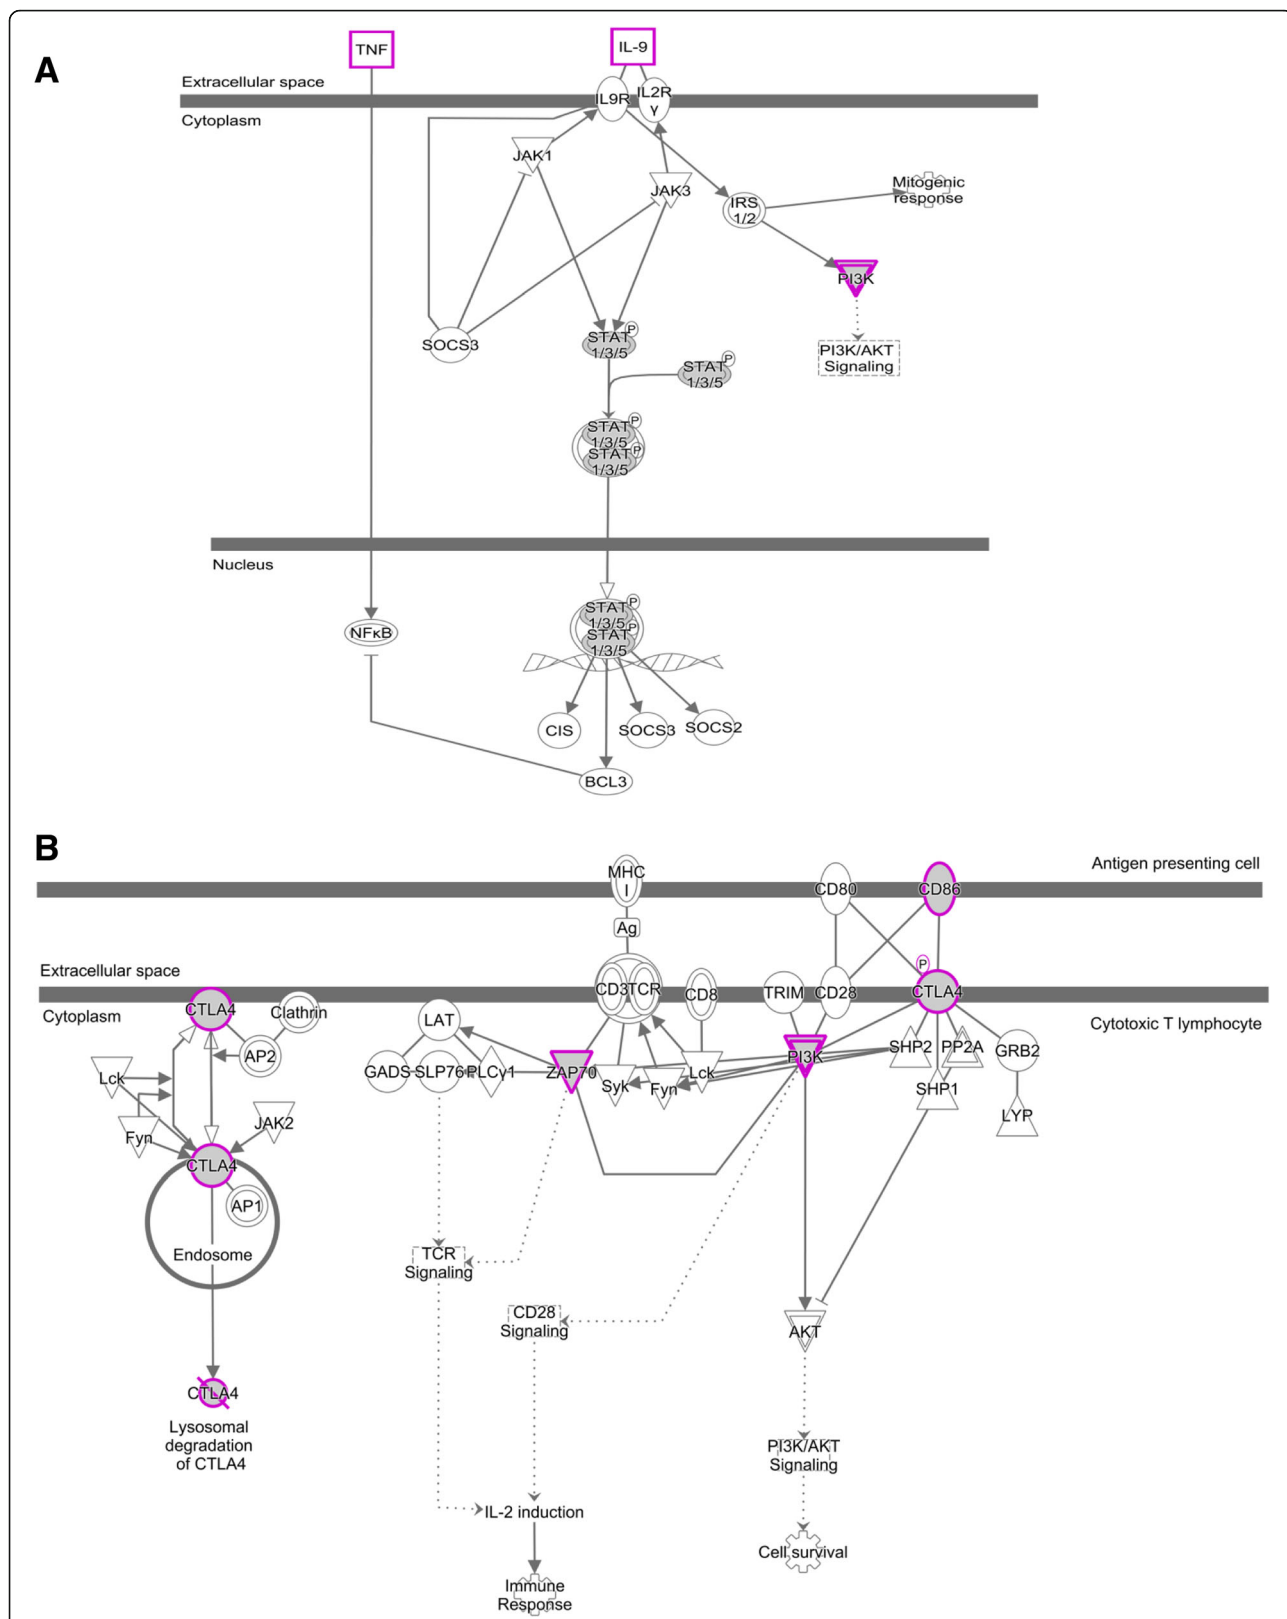 A
TNF
IL-9
Extracellular space
IL9R
IL2R
γ
Cytoplasm
JAK1
JAK3
Mitogenic
response
IRS
1/2
PI3K
SOCS3
STAT P
1/3/5
STAT P
1/3/5
PI3K/AKT
Signaling
STAT P
1/3/5
STAT P
1/3/5
Nucleus
NFκB
STAT P
1/3/5
STAT P
1/3/5
CIS
SOCS3
SOCS2
BCL3
B
MHC
I
CD80
CD86
Antigen presenting cell
Ag
Extracellular space
P
CTLA4
Clathrin
CD3
TCR
CD8
TRIM
CD28
CTLA4
Cytoplasm
Cytotoxic T lymphocyte
LAT
AP2
SHP2
PP2A
GRB2
Lck
GADS
SLP76
PLCγ1
ZAP70
Syk
Fyn
Lck
PI3K
SHP1
LYP
Fyn
JAK2
CTLA4
AP1
Endosome
TCR
Signaling
CD28
Signaling
AKT
CTLA4
Lysosomal
degradation
of CTLA4
PI3K/AKT
Signaling
IL-2 induction
Cell survival
Immune
Response